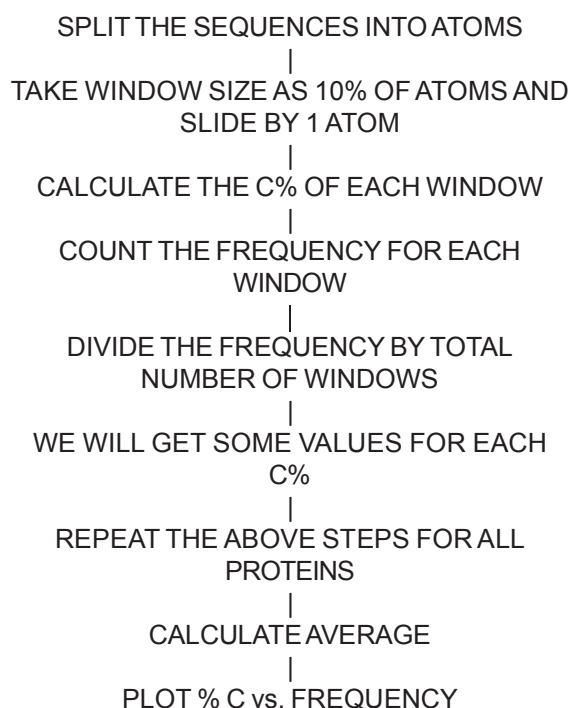 SPLIT THE SEQUENCES INTO ATOMS
TAKE WINDOW SIZE AS 10% OF ATOMS AND
SLIDE BY 1 ATOM
CALCULATE THE C% OF EACH WINDOW
COUNT THE FREQUENCY FOR EACH
WINDOW
DIVIDE THE FREQUENCY BY TOTAL
NUMBER OF WINDOWS
WE WILL GET SOME VALUES FOR EACH
C%
REPEAT THE ABOVE STEPS FOR ALL
PROTEINS
CALCULATE AVERAGE
PLOT % C vs. FREQUENCY